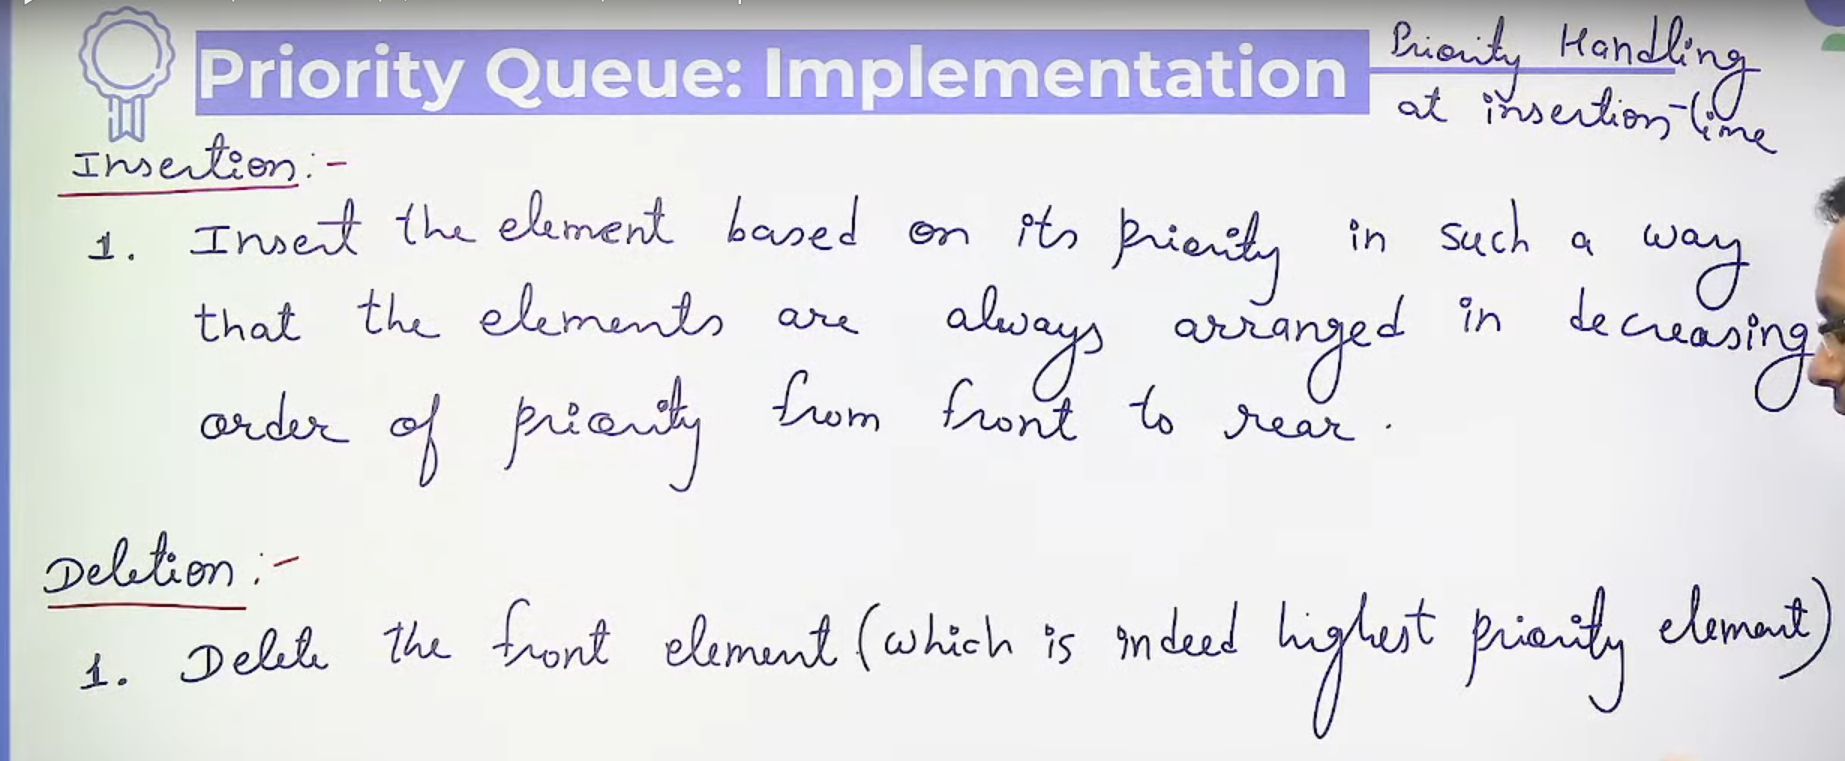 Priority Queue: Implementation
Priority Handling
at insertion-time
Insertion:-
1. Insert the element based on its priority in such a way
that the elements are always arranged in decreasing
order of priority from front to rear.
Deletion:-
1. Delete the front element (which is indeed highest priority element)